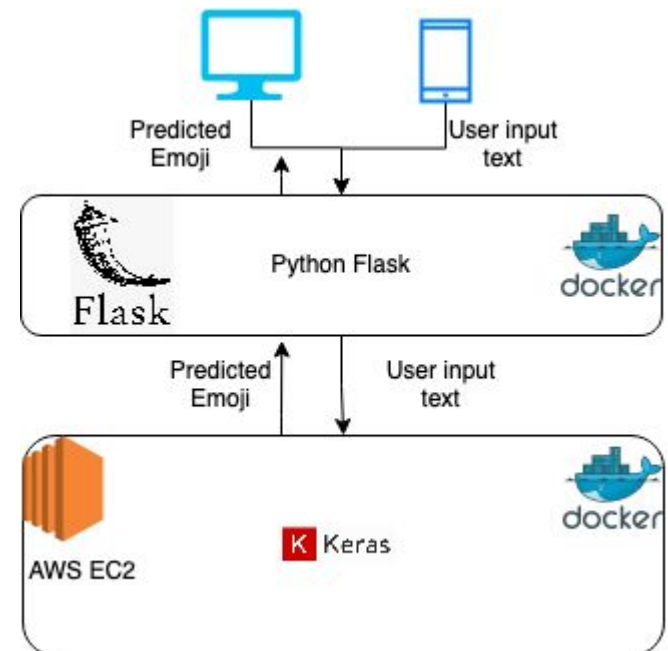 Predicted
Emoji
User input
text
Flask
Python Flask
docker
Predicted
Emoji
User input
text
AWS EC2
K Keras
docker